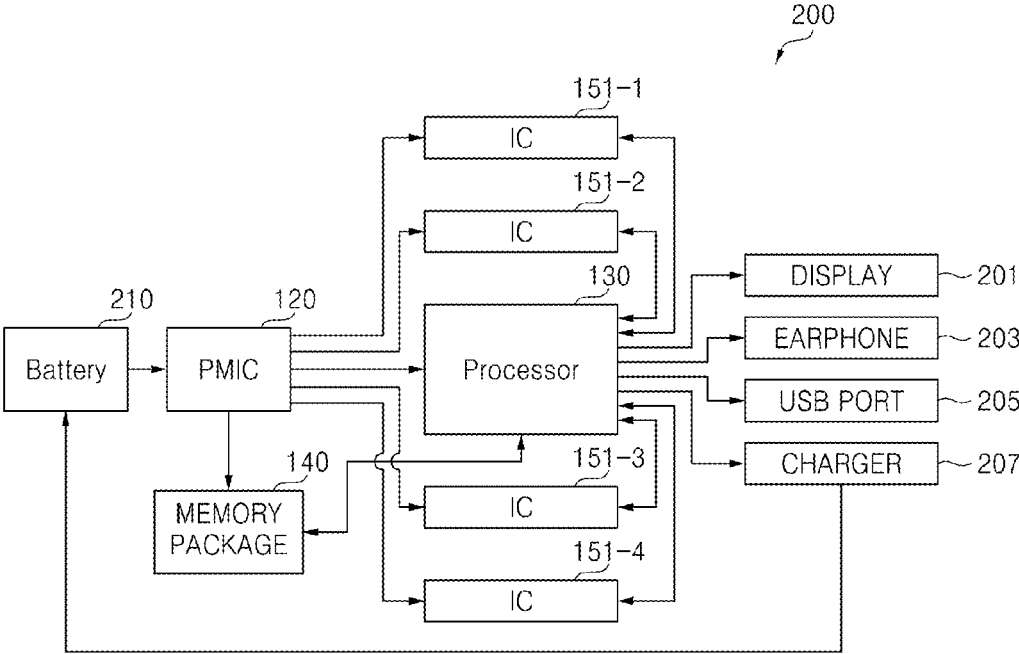 200
151-1
IC
151-2
IC
130
Processor
210
Battery
120
PMIC
DISPLAY 201
EARPHONE 203
USB PORT 205
CHARGER 207
140
MEMORY
PACKAGE
151-3
IC
151-4
IC